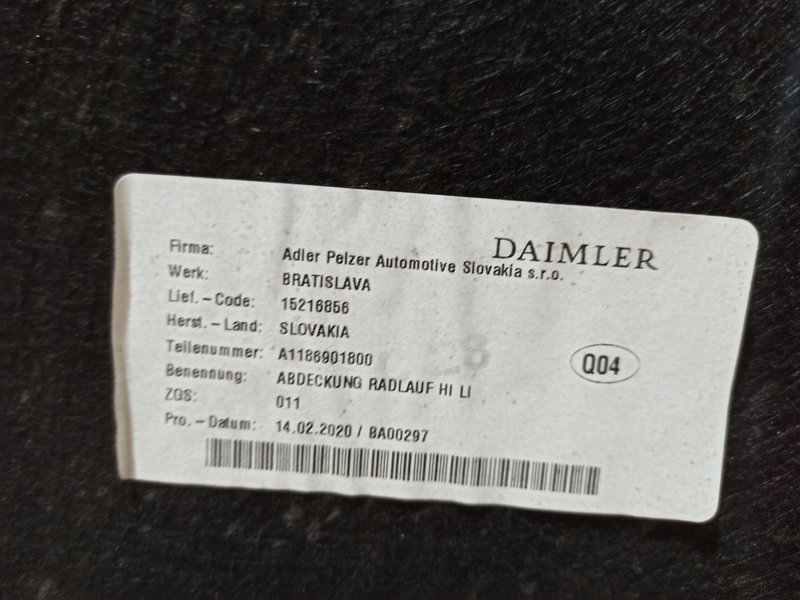 DAIMLER
Firma: Adler Pelzer Automotive Slovakia s.r.o.
Werk: BRATISLAVA
Lief.-Code: 15216856
Herst.-Land: SLOVAKIA
Teilenummer: A1186901800
Benennung: ABDECKUNG RADLAUF HI LI
ZGS: 011
Pro.-Datum: 14.02.2020 / BA00297
Q04